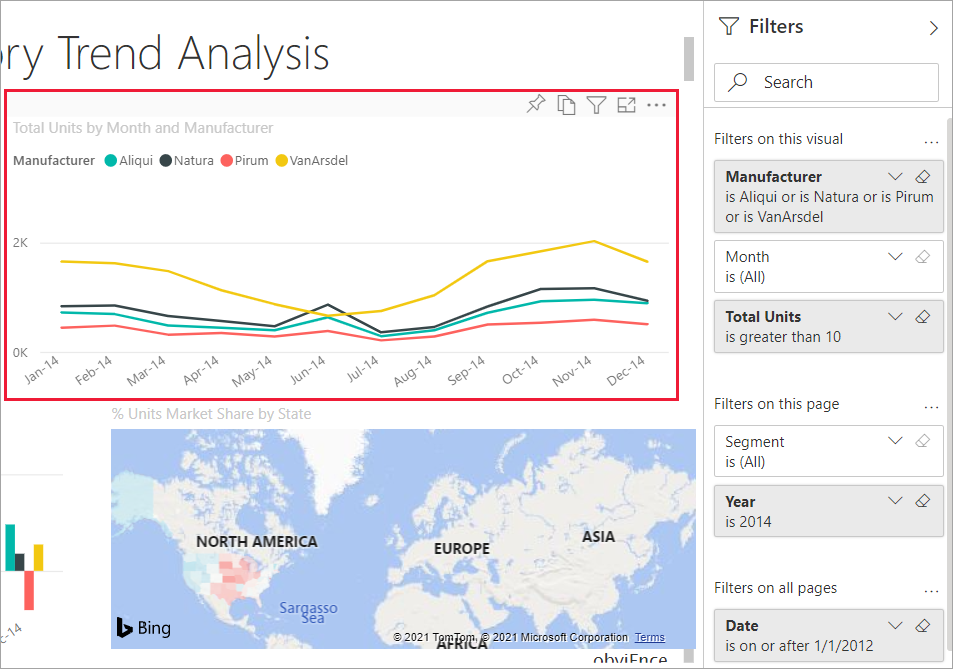 ory Trend Analysis
Total Units by Month and Manufacturer
Manufacturer Aliqui Natura Pirum VanArsdel
2K
0K
Jan-14 Feb-14 Mar-14 Apr-14 May-14 Jun-14 Jul-14 Aug-14 Sep-14 Oct-14 Nov-14 Dec-14
% Units Market Share by State
NORTH AMERICA
EUROPE
ASIA
Sargasso
Sea
AFRICA
Bing
© 2021 TomTom, © 2021 Microsoft Corporation Terms
obviEnce
c-14
Filters
Search
Filters on this visual ...
Manufacturer
is Aliqui or is Natura or is Pirum
or is VanArsdel
Month
is (All)
Total Units
is greater than 10
Filters on this page ...
Segment
is (All)
Year
is 2014
Filters on all pages ...
Date
is on or after 1/1/2012